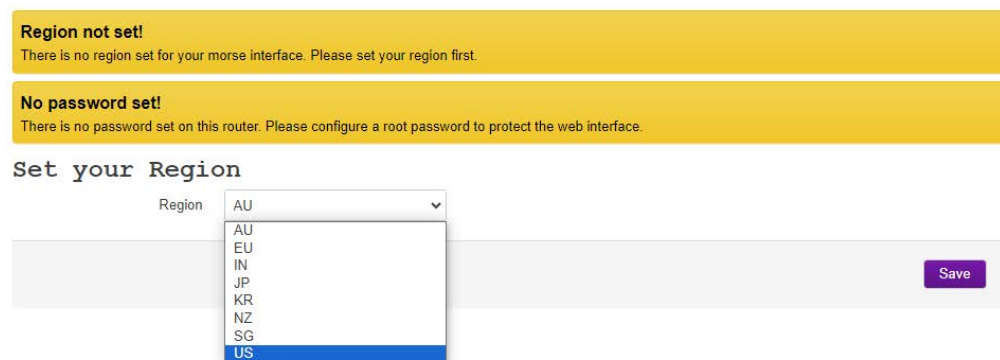 Region not set!
There is no region set for your morse interface. Please set your region first.
No password set!
There is no password set on this router. Please configure a root password to protect the web interface.
Set your Region
Region AU
AU
EU
IN
JP
KR
NZ
SG
US
Save